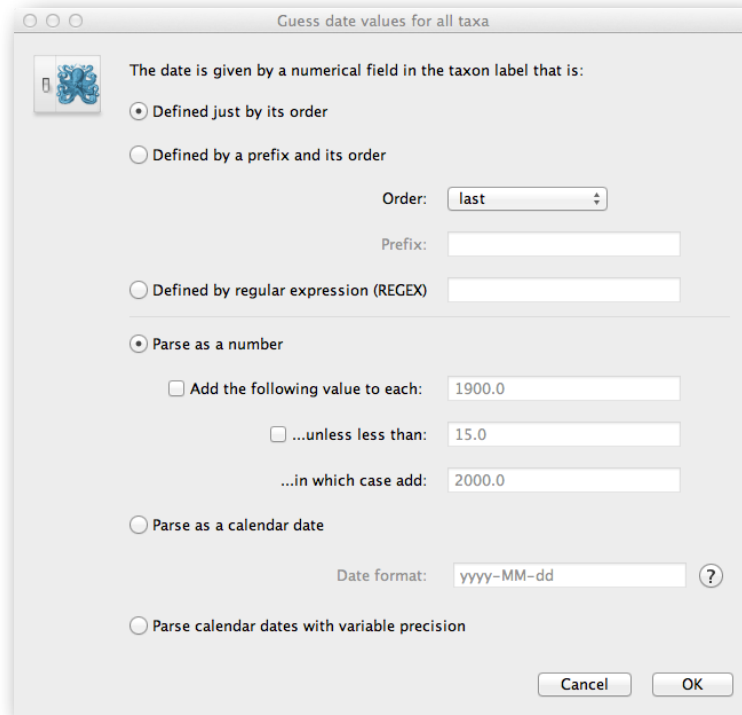 Guess date values for all taxa
The date is given by a numerical field in the taxon label that is:
Defined just by its order
Defined by a prefix and its order
Order: last
Prefix:
Defined by regular expression (REGEX)
Parse as a number
Add the following value to each: 1900.0
...unless less than: 15.0
...in which case add: 2000.0
Parse as a calendar date
Date format: yyyy-MM-dd ?
Parse calendar dates with variable precision
Cancel OK